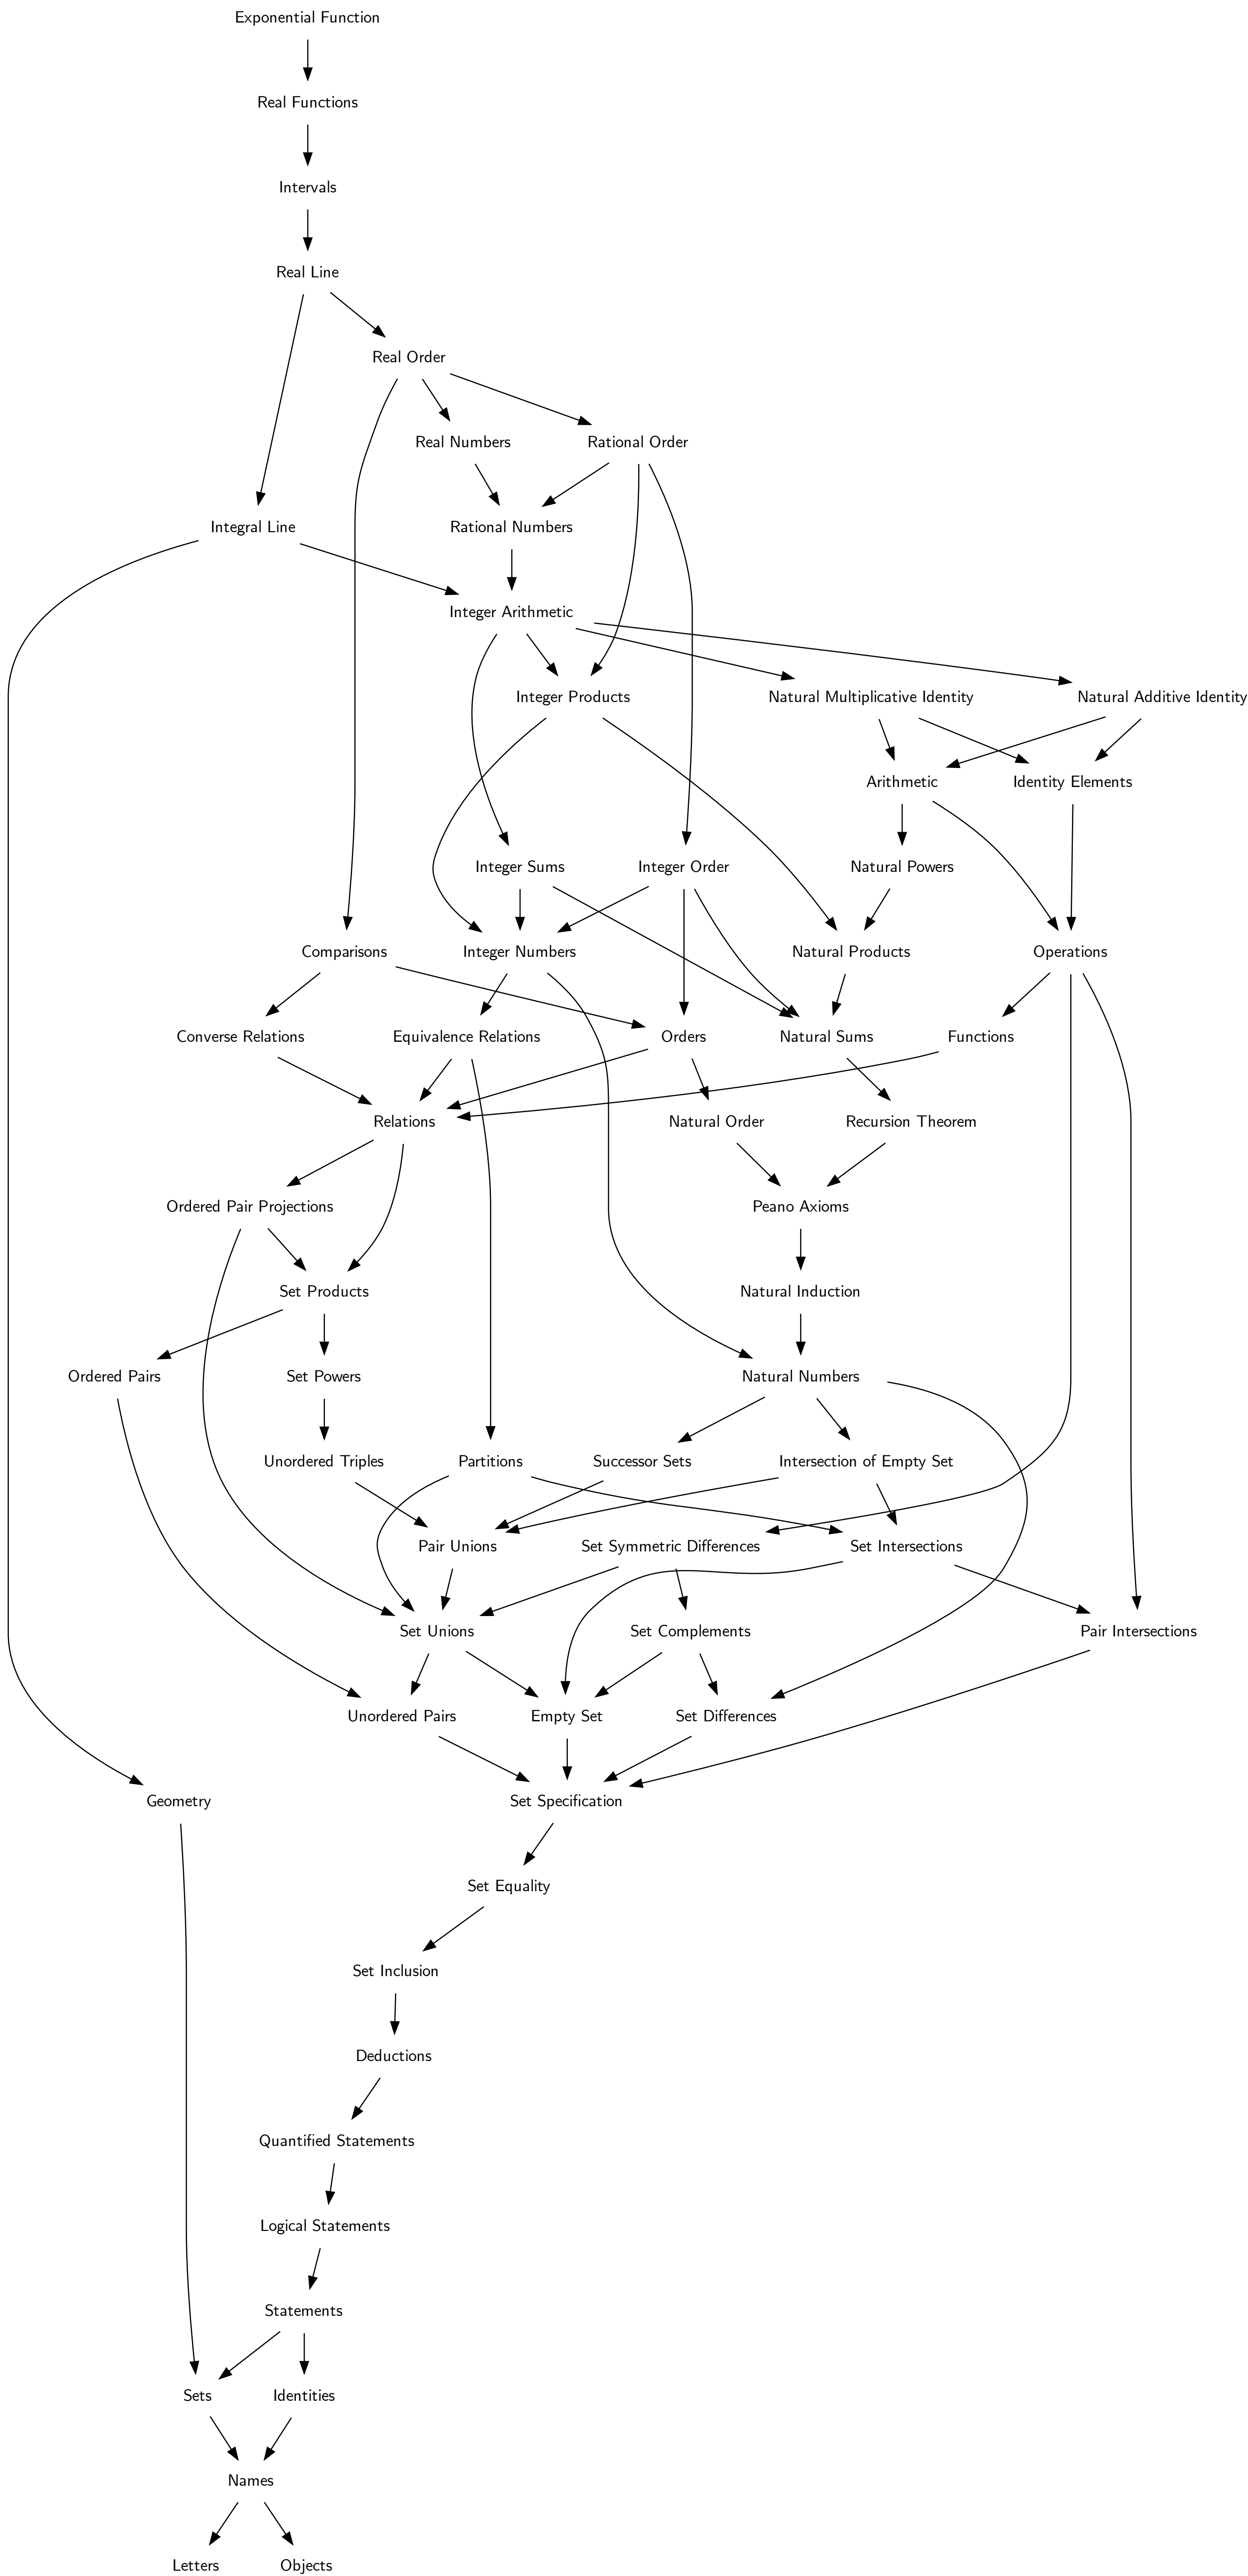 Exponential Function
Real Functions
Intervals
Real Line
Real Order
Real Numbers
Rational Order
Integral Line
Rational Numbers
Integer Arithmetic
Integer Products
Natural Multiplicative Identity
Natural Additive Identity
Arithmetic
Identity Elements
Integer Sums
Integer Order
Natural Powers
Comparisons
Integer Numbers
Natural Products
Operations
Converse Relations
Equivalence Relations
Orders
Natural Sums
Functions
Relations
Natural Order
Recursion Theorem
Ordered Pair Projections
Peano Axioms
Set Products
Natural Induction
Ordered Pairs
Set Powers
Natural Numbers
Unordered Triples
Partitions
Successor Sets
Intersection of Empty Set
Pair Unions
Set Symmetric Differences
Set Intersections
Set Unions
Set Complements
Pair Intersections
Unordered Pairs
Empty Set
Set Differences
Geometry
Set Specification
Set Equality
Set Inclusion
Deductions
Quantified Statements
Logical Statements
Statements
Sets
Identities
Names
Letters
Objects